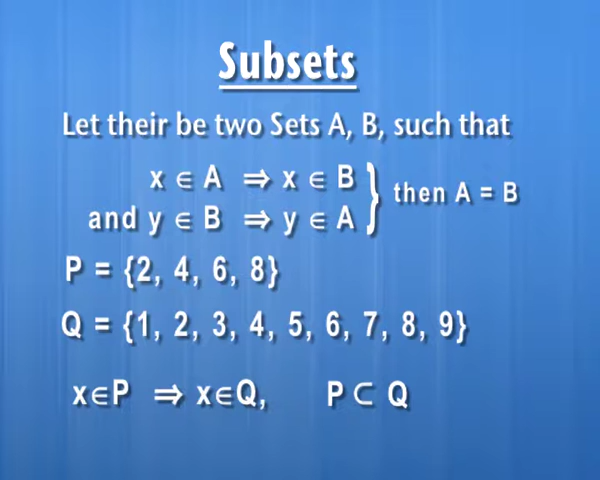 Subsets
Let their be two Sets A, B, such that
x ∈ A ⇒ x ∈ B
and y ∈ B ⇒ y ∈ A } then A = B
P = {2, 4, 6, 8}
Q = {1, 2, 3, 4, 5, 6, 7, 8, 9}
x∈P ⇒ x∈Q, P ⊂ Q